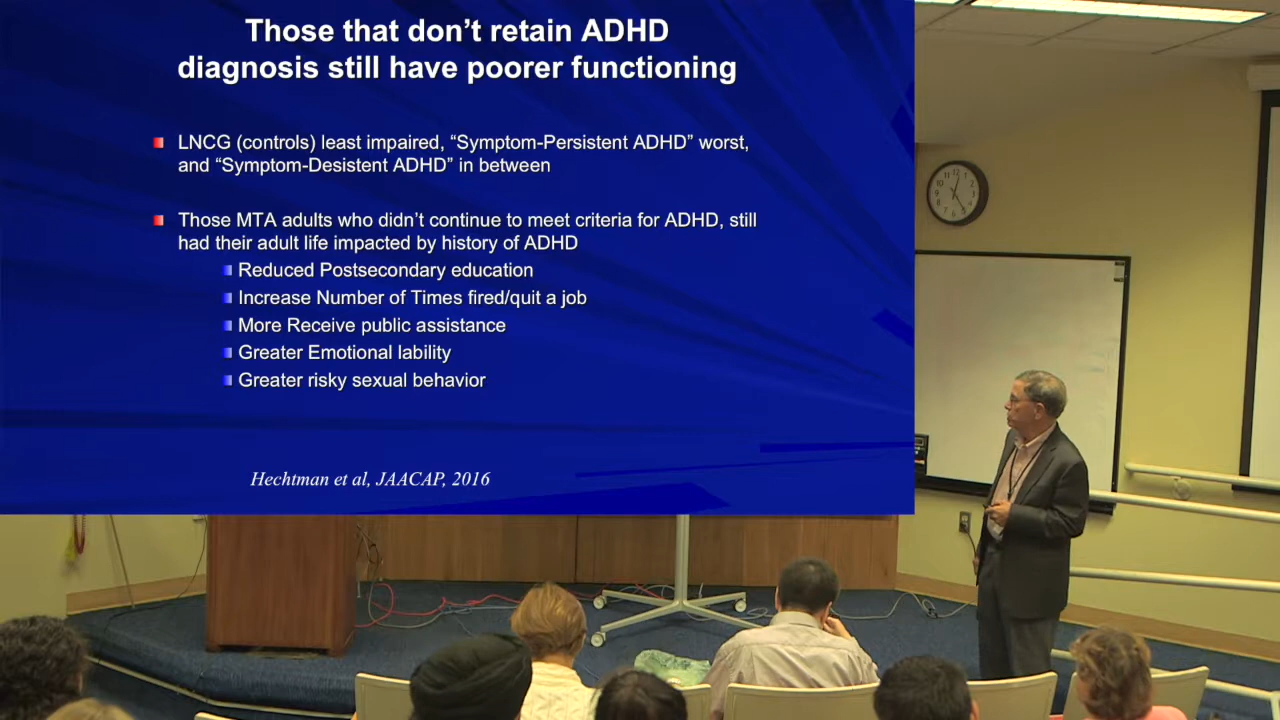 Those that don't retain ADHD
diagnosis still have poorer functioning
LNCG (controls) least impaired, “Symptom-Persistent ADHD” worst,
and “Symptom-Desistent ADHD” in between
Those MTA adults who didn't continue to meet criteria for ADHD, still
had their adult life impacted by history of ADHD
Reduced Postsecondary education
Increase Number of Times fired/quit a job
More Receive public assistance
Greater Emotional lability
Greater risky sexual behavior
Hechtman et al, JAACAP, 2016